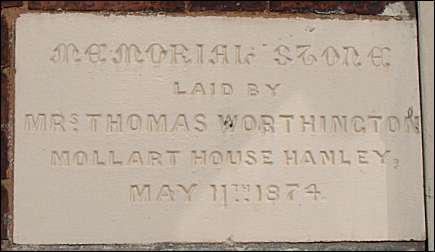 MEMORIAL STONE
LAID BY
MRS. THOMAS WORTHINGTON
MOLLART HOUSE HANLEY,
MAY 11TH 1874.